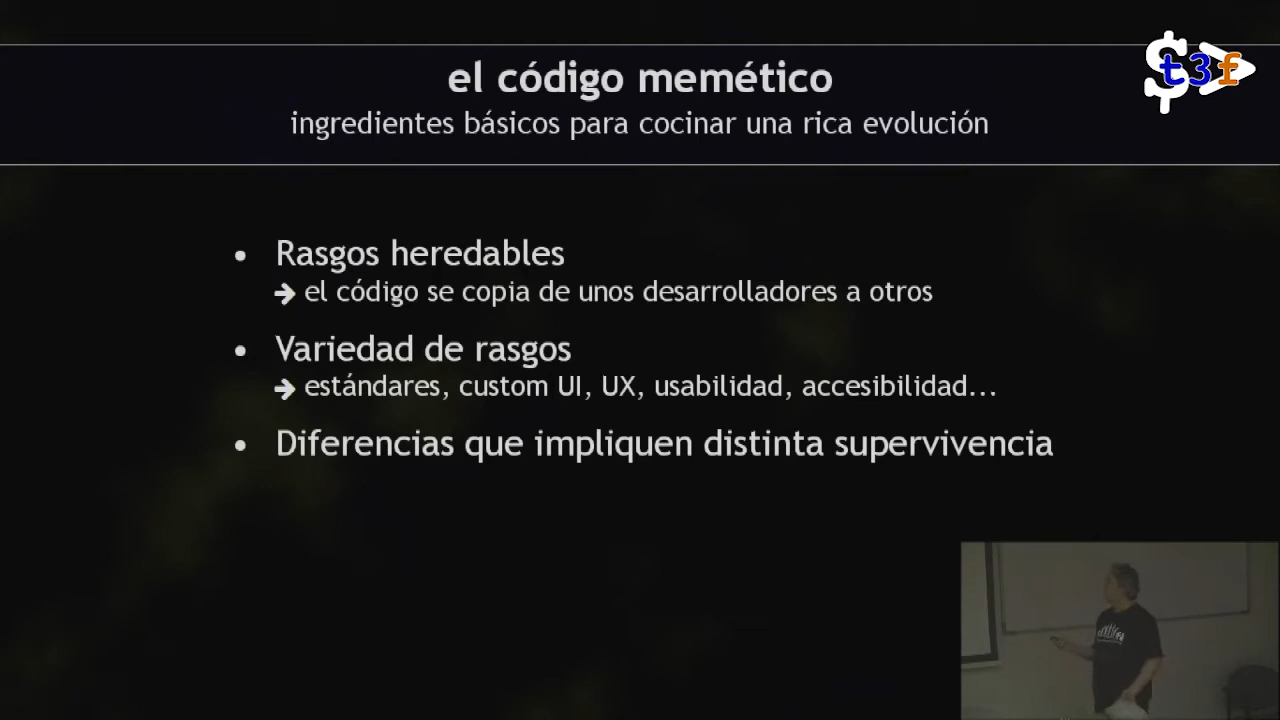 el código memético
ingredientes básicos para cocinar una rica evolución
$t3f
• Rasgos heredables
➔ el código se copia de unos desarrolladores a otros
• Variedad de rasgos
➔ estándares, custom UI, UX, usabilidad, accesibilidad...
• Diferencias que impliquen distinta supervivencia